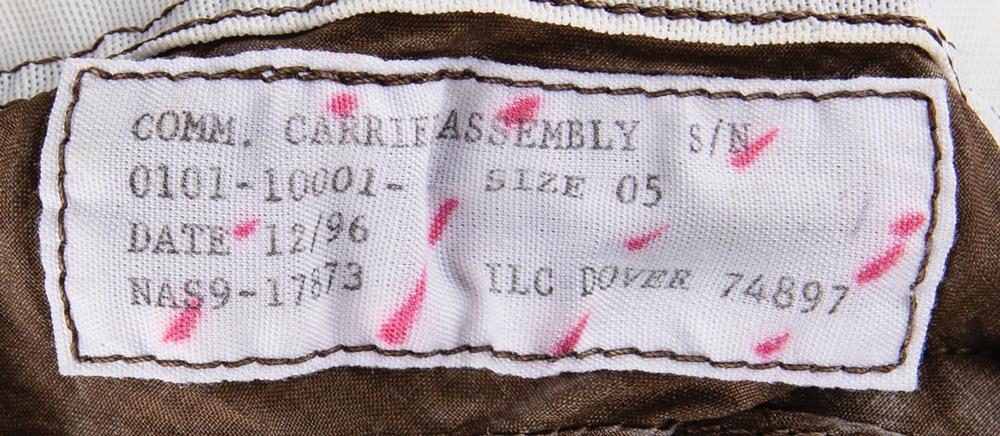 COMM. CARRIE ASSEMBLY S/N
0101-10001- SIZE 05
DATE 12/96
NAS9-17873 ILC DOVER 74897